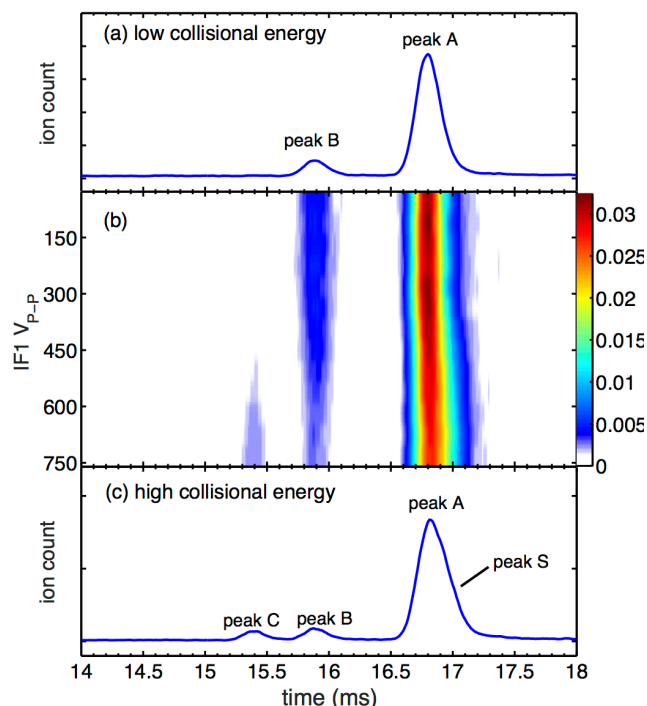 (a) low collisional energy
peak A
peak B
ion count
(b)
150
300
450
600
750
IF1 V_P-P
0.03
0.025
0.02
0.015
0.01
0.005
0
(c) high collisional energy
peak A
peak S
peak C
peak B
ion count
14 14.5 15 15.5 16 16.5 17 17.5 18
time (ms)